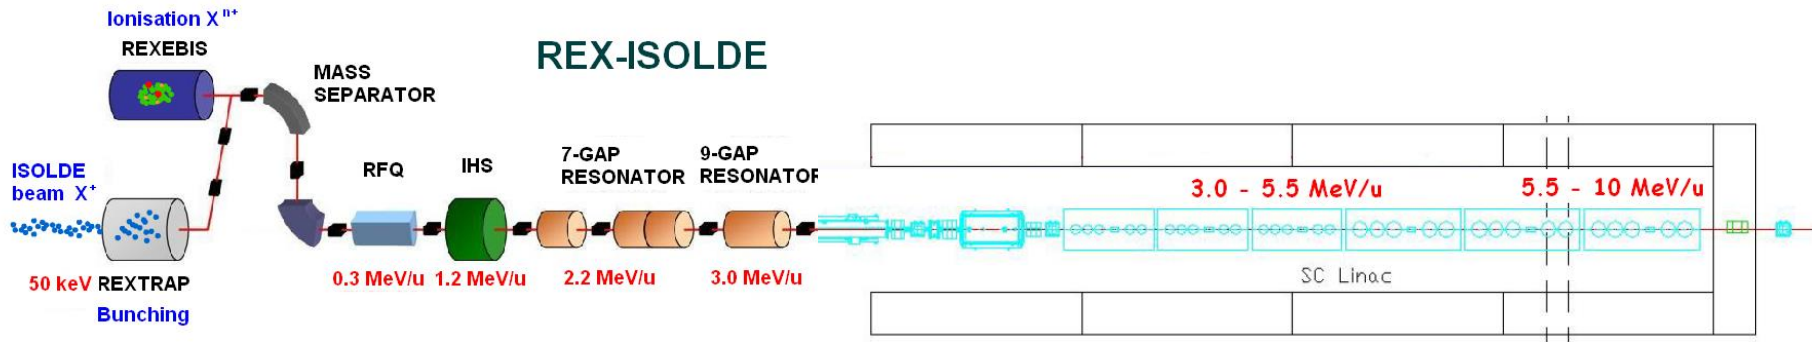 Ionisation Xⁿ⁺
REXEBIS
REX-ISOLDE
MASS
SEPARATOR
ISOLDE
beam X⁺
RFQ
IHS
7-GAP
RESONATOR
9-GAP
RESONATOR
3.0 - 5.5 MeV/u
5.5 - 10 MeV/u
50 keV REXTRAP
Bunching
0.3 MeV/u
1.2 MeV/u
2.2 MeV/u
3.0 MeV/u
SC Linac